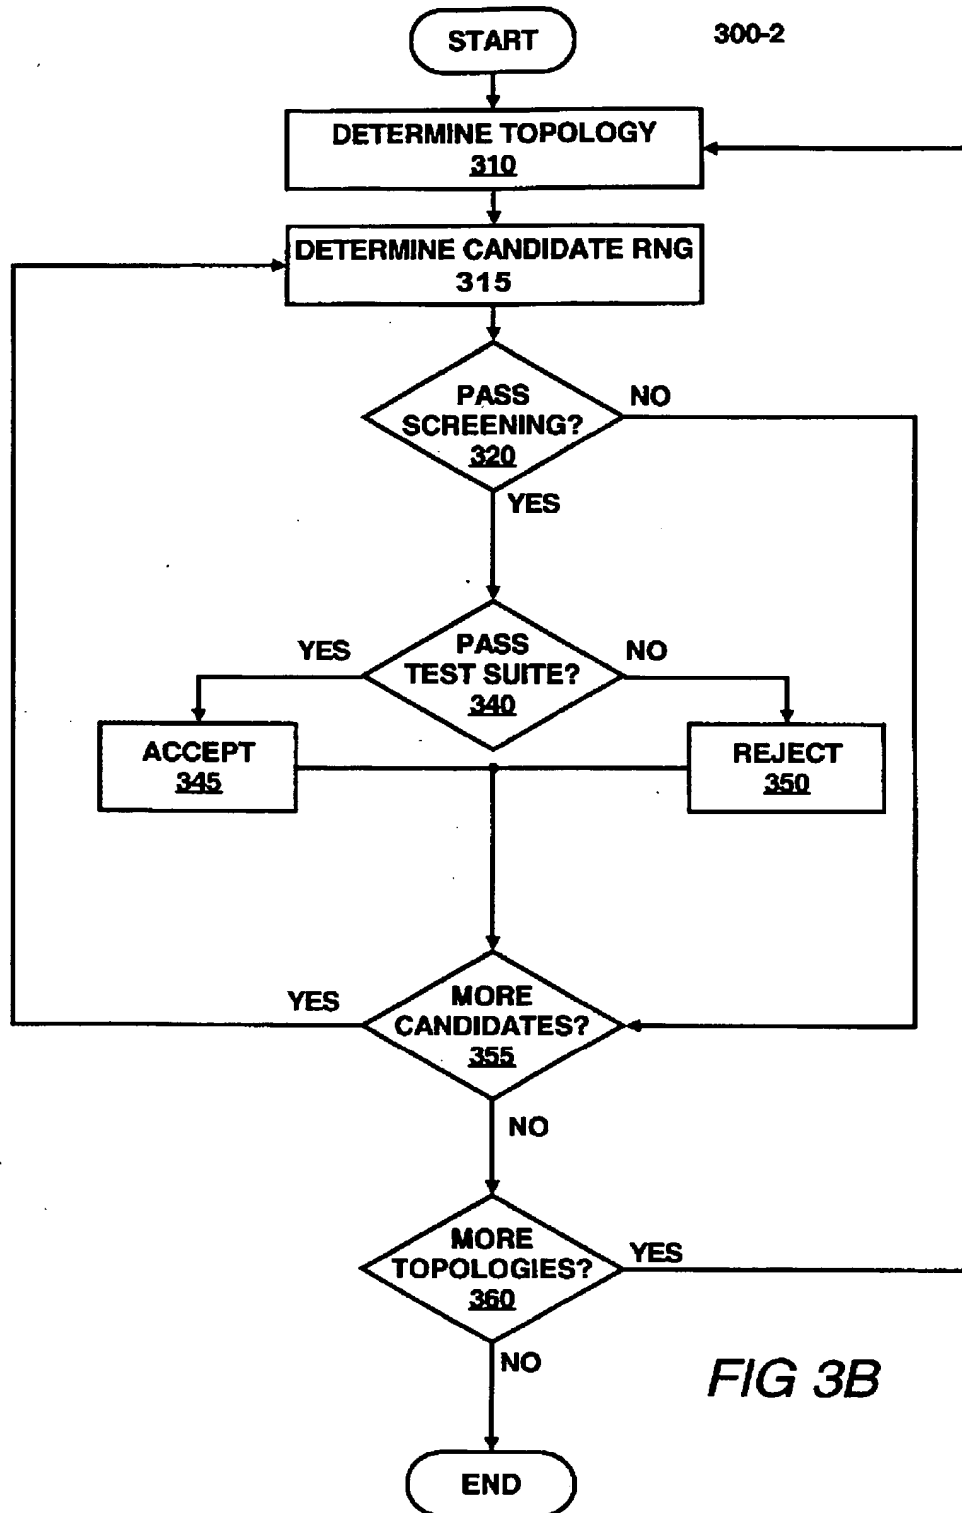 START
300-2
DETERMINE TOPOLOGY
310
DETERMINE CANDIDATE RNG
315
PASS
SCREENING?
320
NO
YES
PASS
TEST SUITE?
340
YES
NO
ACCEPT
345
REJECT
350
MORE
CANDIDATES?
355
YES
NO
MORE
TOPOLOGIES?
360
YES
NO
FIG 3B
END